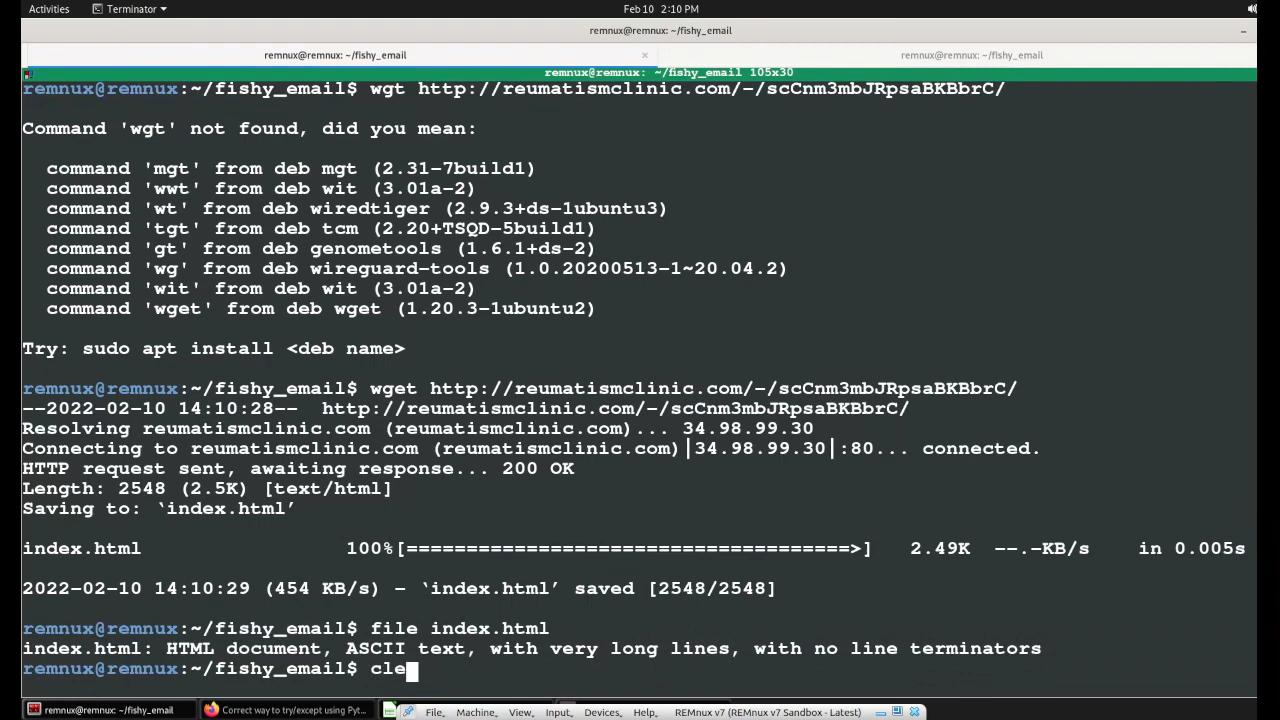 Activities Terminator Feb 10 2:10 PM
remnux@remnux: ~/fishy_email
remnux@remnux: ~/fishy_email × remnux@remnux: ~/fishy_email
remnux@remnux: ~/fishy_email 105x30
remnux@remnux:~/fishy_email$ wgt http://reumatismclinic.com/-/scCnm3mbJRpsaBKBbrC/
Command 'wgt' not found, did you mean:
command 'mgt' from deb mgt (2.31-7build1)
command 'wwt' from deb wit (3.01a-2)
command 'wt' from deb wiredtiger (2.9.3+ds-1ubuntu3)
command 'tgt' from deb tcm (2.20+TSQD-5build1)
command 'gt' from deb genometools (1.6.1+ds-2)
command 'wg' from deb wireguard-tools (1.0.20200513-1~20.04.2)
command 'wit' from deb wit (3.01a-2)
command 'wget' from deb wget (1.20.3-1ubuntu2)
Try: sudo apt install <deb name>
remnux@remnux:~/fishy_email$ wget http://reumatismclinic.com/-/scCnm3mbJRpsaBKBbrC/
--2022-02-10 14:10:28--  http://reumatismclinic.com/-/scCnm3mbJRpsaBKBbrC/
Resolving reumatismclinic.com (reumatismclinic.com)... 34.98.99.30
Connecting to reumatismclinic.com (reumatismclinic.com)|34.98.99.30|:80... connected.
HTTP request sent, awaiting response... 200 OK
Length: 2548 (2.5K) [text/html]
Saving to: ‘index.html’
index.html 100%[=====================================>] 2.49K --.-KB/s in 0.005s
2022-02-10 14:10:29 (454 KB/s) - ‘index.html’ saved [2548/2548]
remnux@remnux:~/fishy_email$ file index.html
index.html: HTML document, ASCII text, with very long lines, with no line terminators
remnux@remnux:~/fishy_email$ cle
remnux@remnux: ~/fishy_email Correct way to try/except using Pyt... File Machine View Input Devices Help REMnux v7 (REMnux v7 Sandbox - Latest)